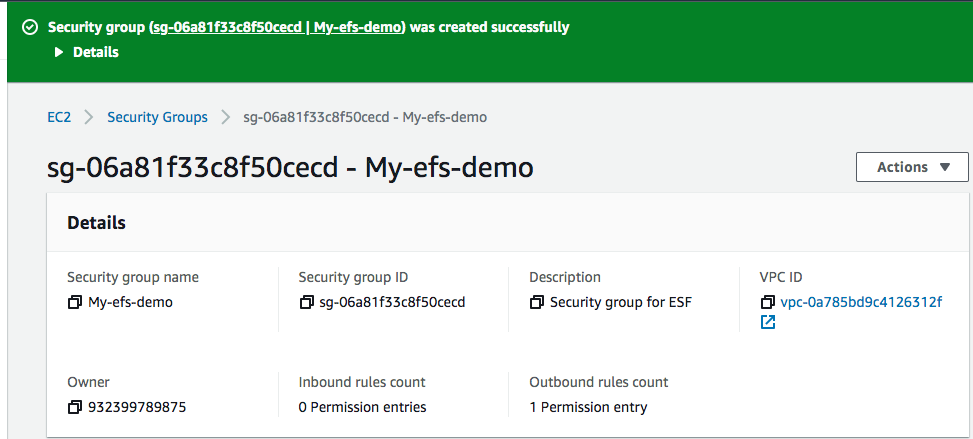 Security group (sg-06a81f33c8f50cecd | My-efs-demo) was created successfully
Details
EC2 Security Groups sg-06a81f33c8f50cecd - My-efs-demo
sg-06a81f33c8f50cecd - My-efs-demo
Actions
Details
Security group name Security group ID Description VPC ID
My-efs-demo sg-06a81f33c8f50cecd Security group for ESF vpc-0a785bd9c4126312f
Owner Inbound rules count Outbound rules count
932399789875 0 Permission entries 1 Permission entry